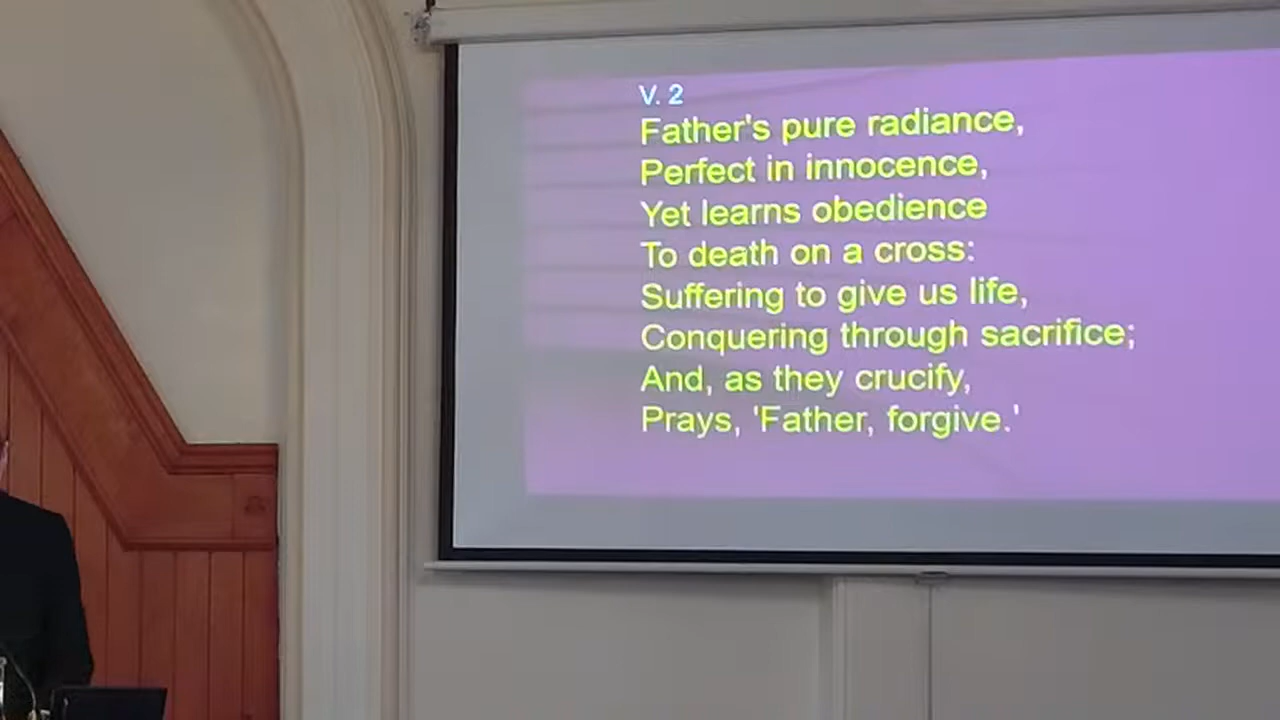 V. 2
Father's pure radiance,
Perfect in innocence,
Yet learns obedience
To death on a cross:
Suffering to give us life,
Conquering through sacrifice;
And, as they crucify,
Prays, 'Father, forgive.'